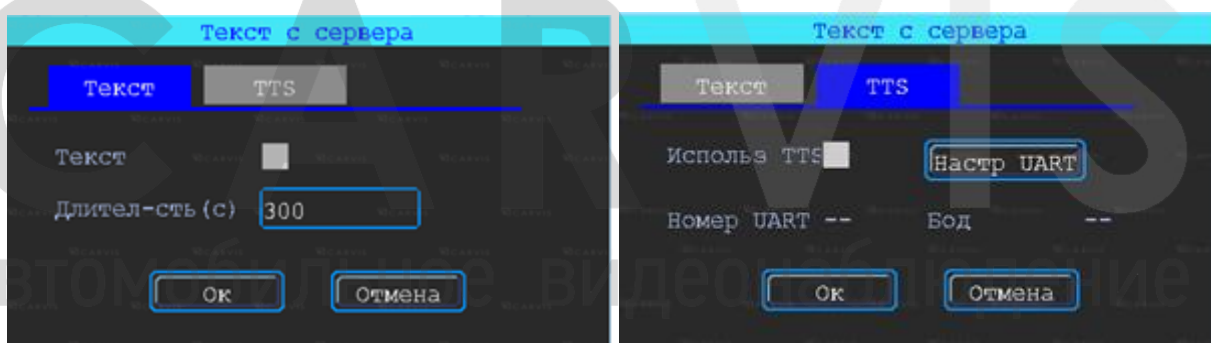 Текст с сервера
Текст TTS
Текст
Длител-сть(с) 300
Ок Отмена
Текст с сервера
Текст TTS
Использ TTS Настр UART
Номер UART -- Бод --
Ок Отмена
CARVIS
автомобильное видеонаблюдение